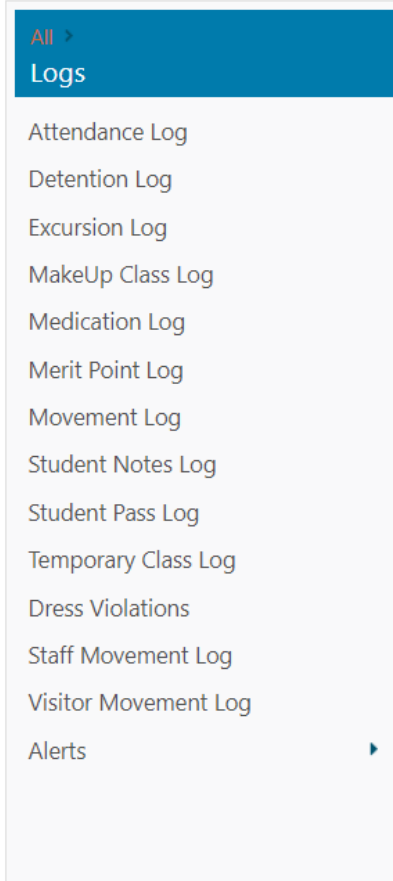 All >
Logs
Attendance Log
Detention Log
Excursion Log
MakeUp Class Log
Medication Log
Merit Point Log
Movement Log
Student Notes Log
Student Pass Log
Temporary Class Log
Dress Violations
Staff Movement Log
Visitor Movement Log
Alerts